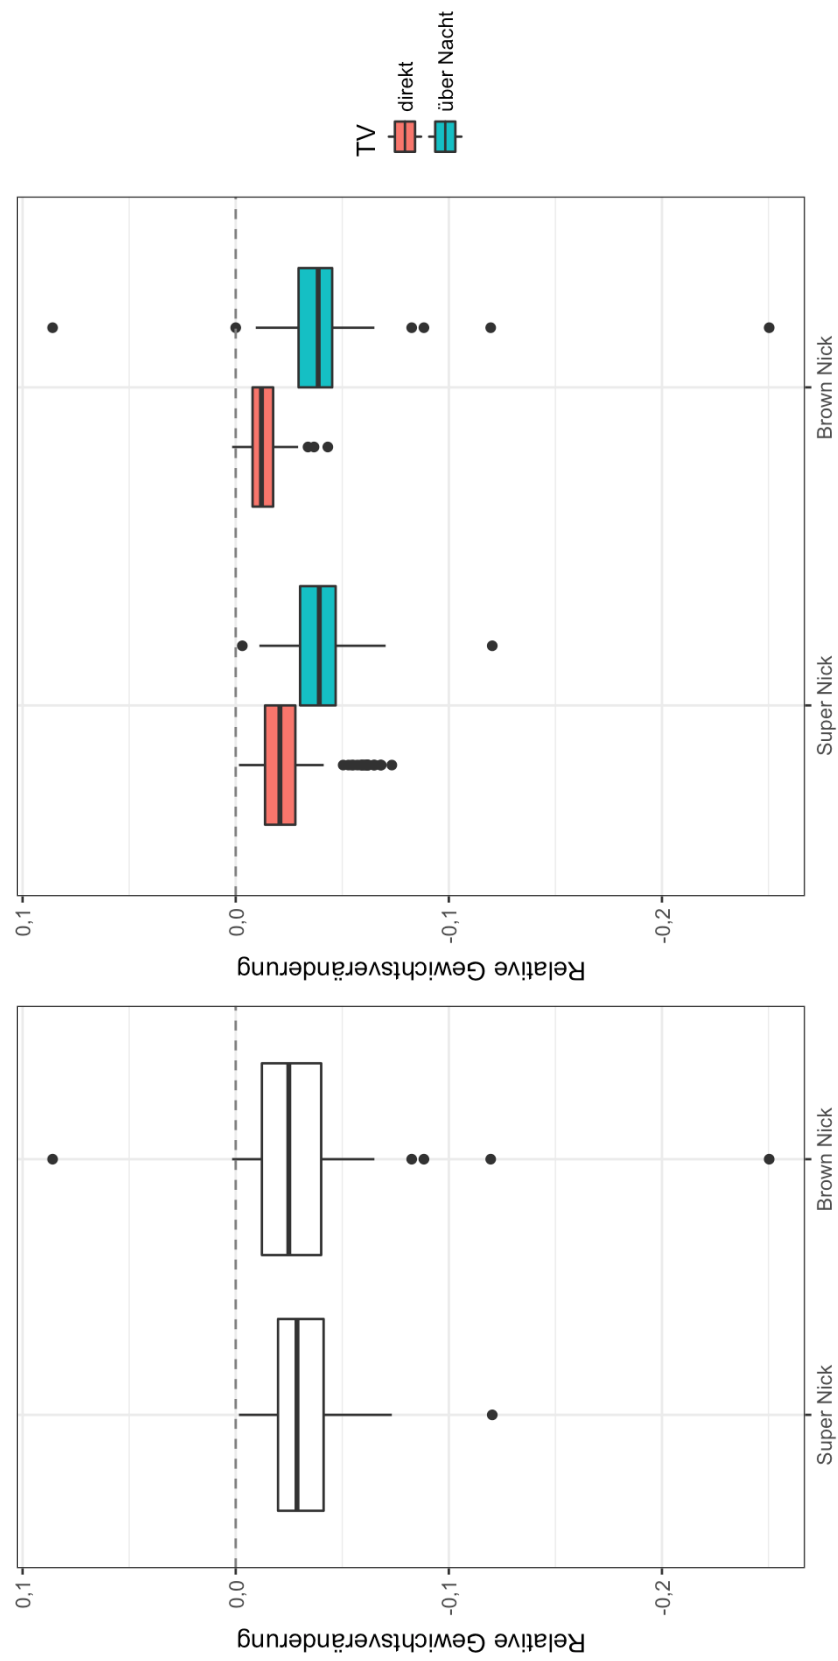 Relative Gewichtsveränderung
0,1
0,0
-0,1
-0,2
Super Nick
Brown Nick
Relative Gewichtsveränderung
0,1
0,0
-0,1
-0,2
Super Nick
Brown Nick
TV
direkt
über Nacht